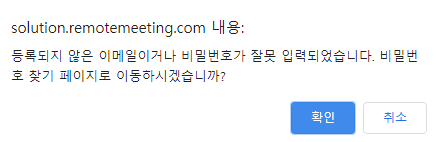 solution.remotemeeting.com 내용:
등록되지 않은 이메일이거나 비밀번호가 잘못 입력되었습니다. 비밀번
호 찾기 페이지로 이동하시겠습니까?
확인
취소